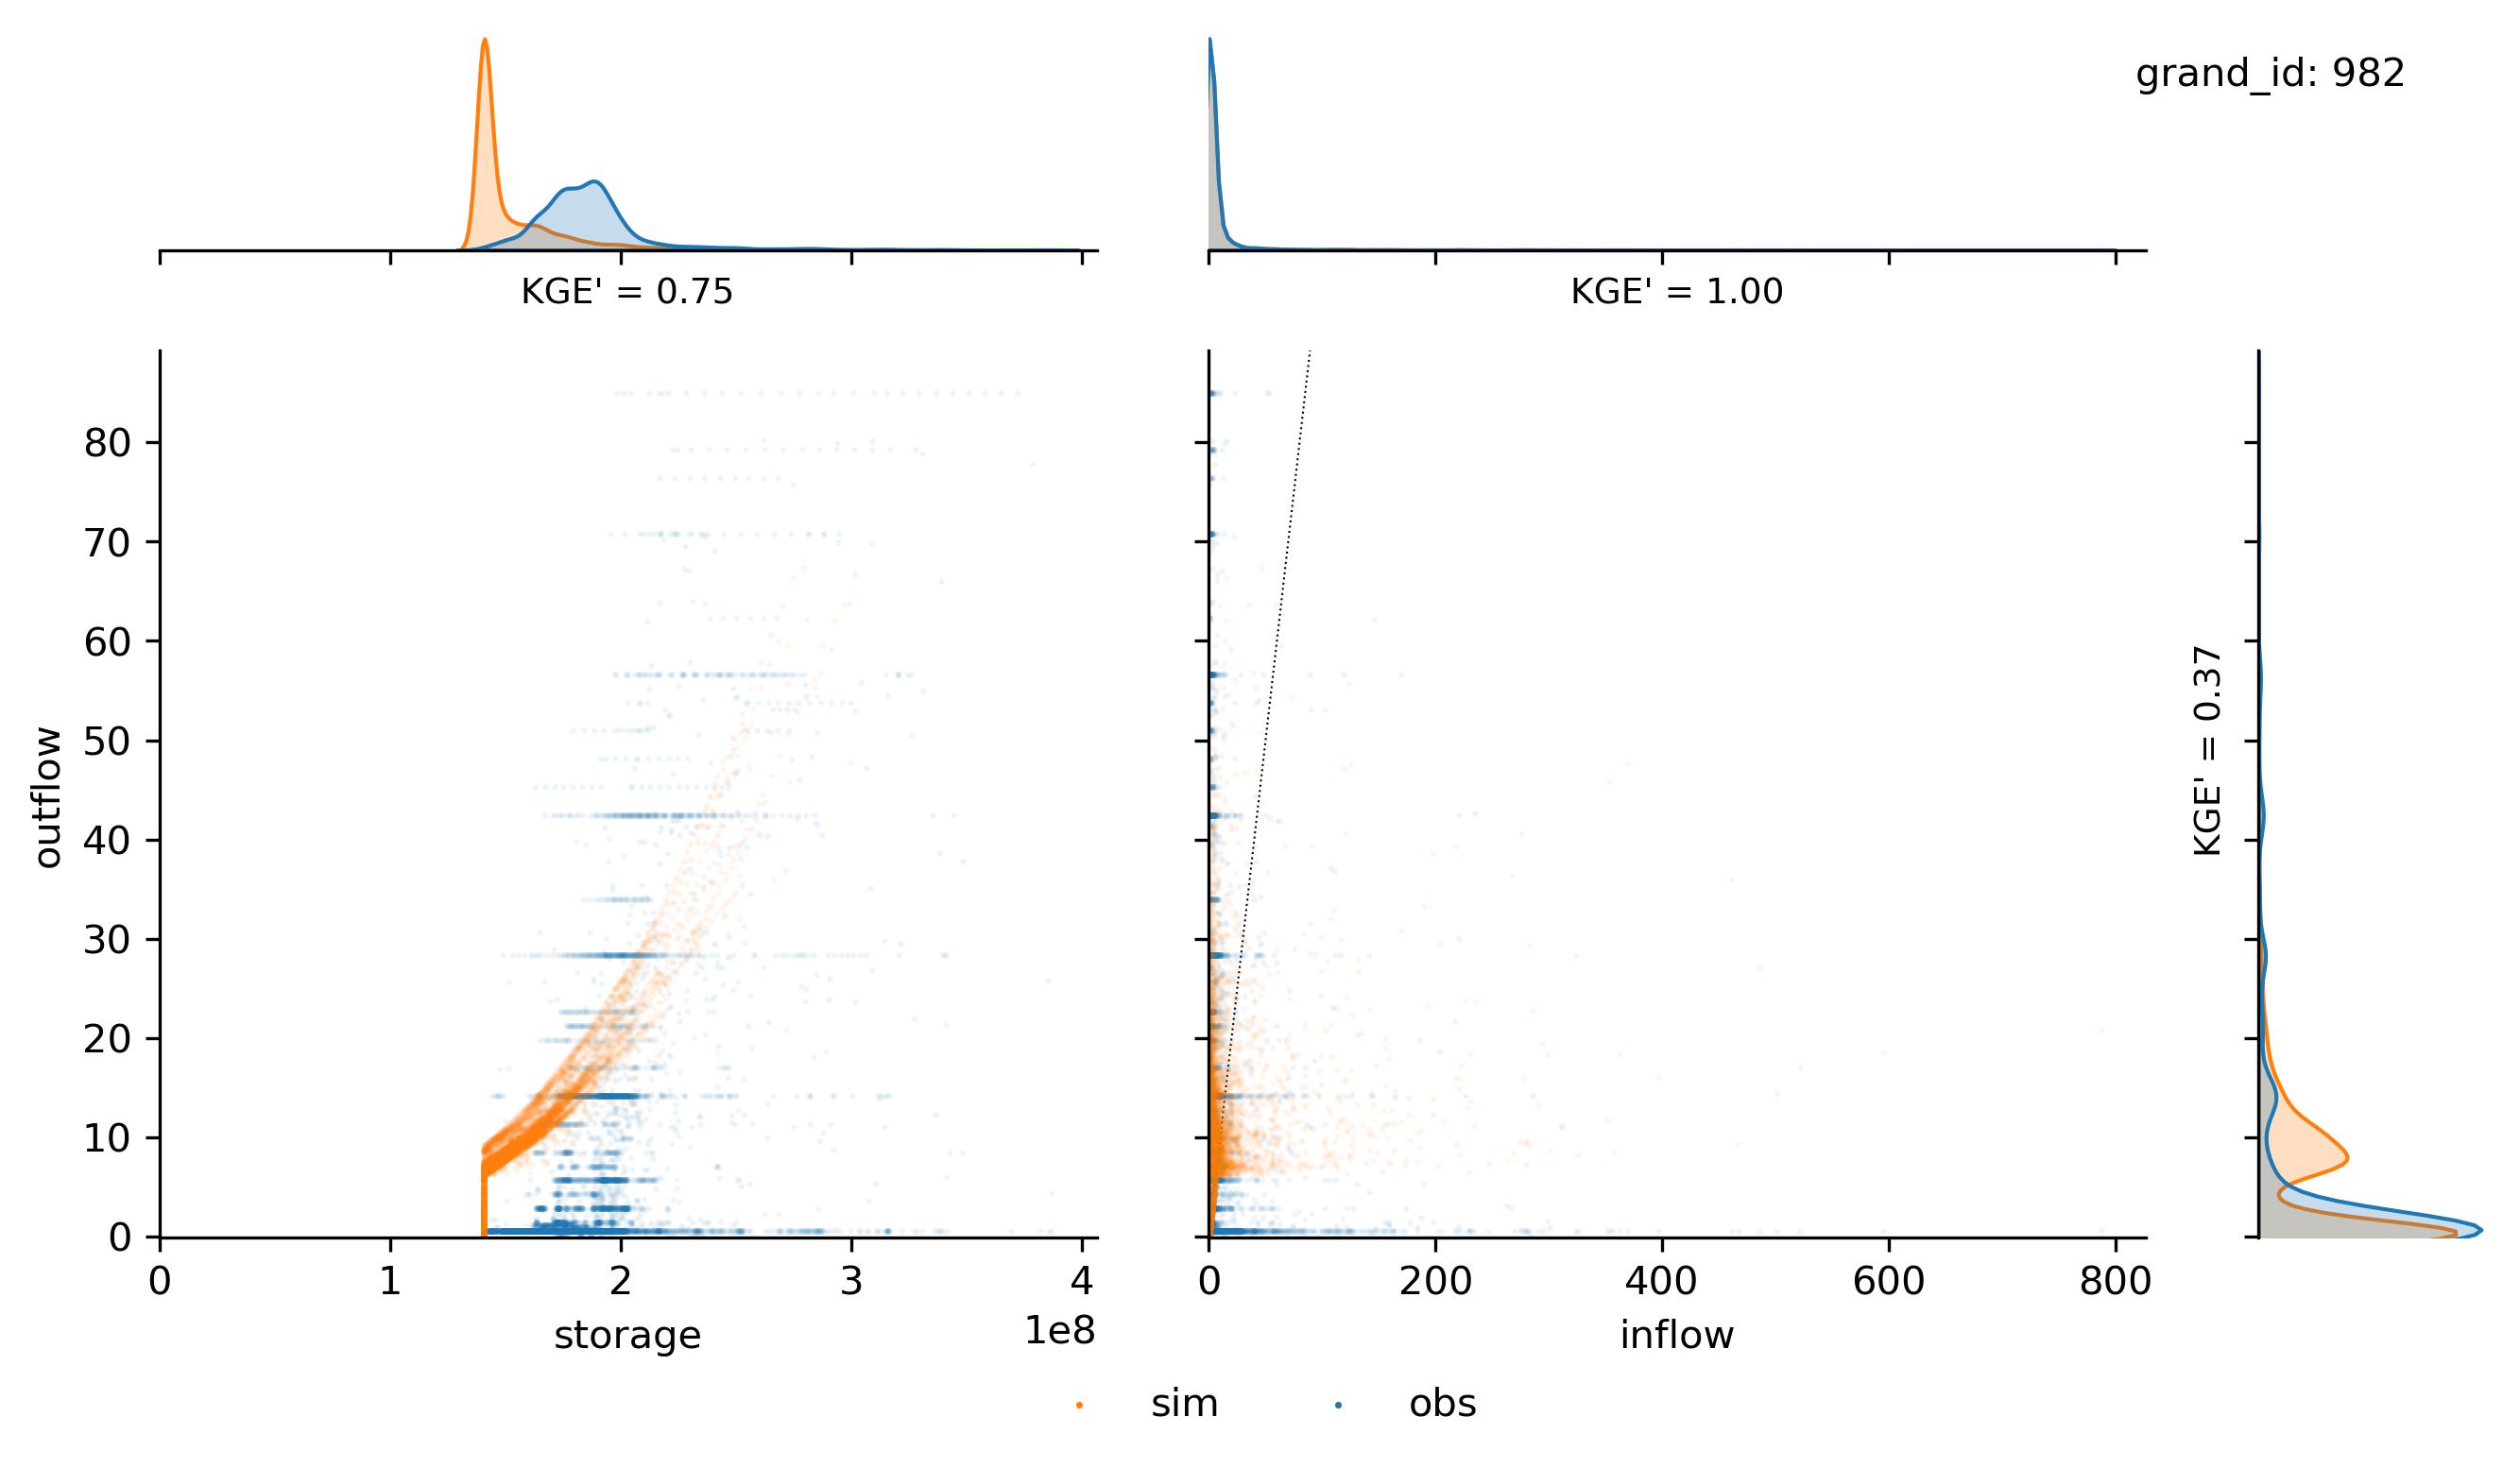 grand_id: 982
KGE' = 0.75
KGE' = 1.00
outflow
80
70
60
50
40
30
20
10
0
KGE' = 0.37
0 1 2 3 4
0 200 400 600 800
storage 1e8
inflow
sim obs